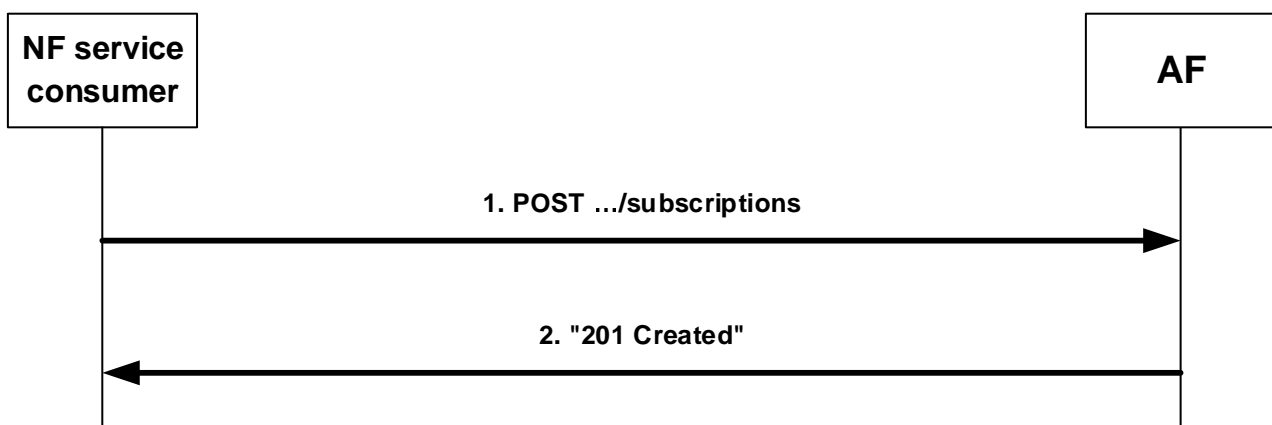 NF service
consumer
AF
1. POST .../subscriptions
2. "201 Created"